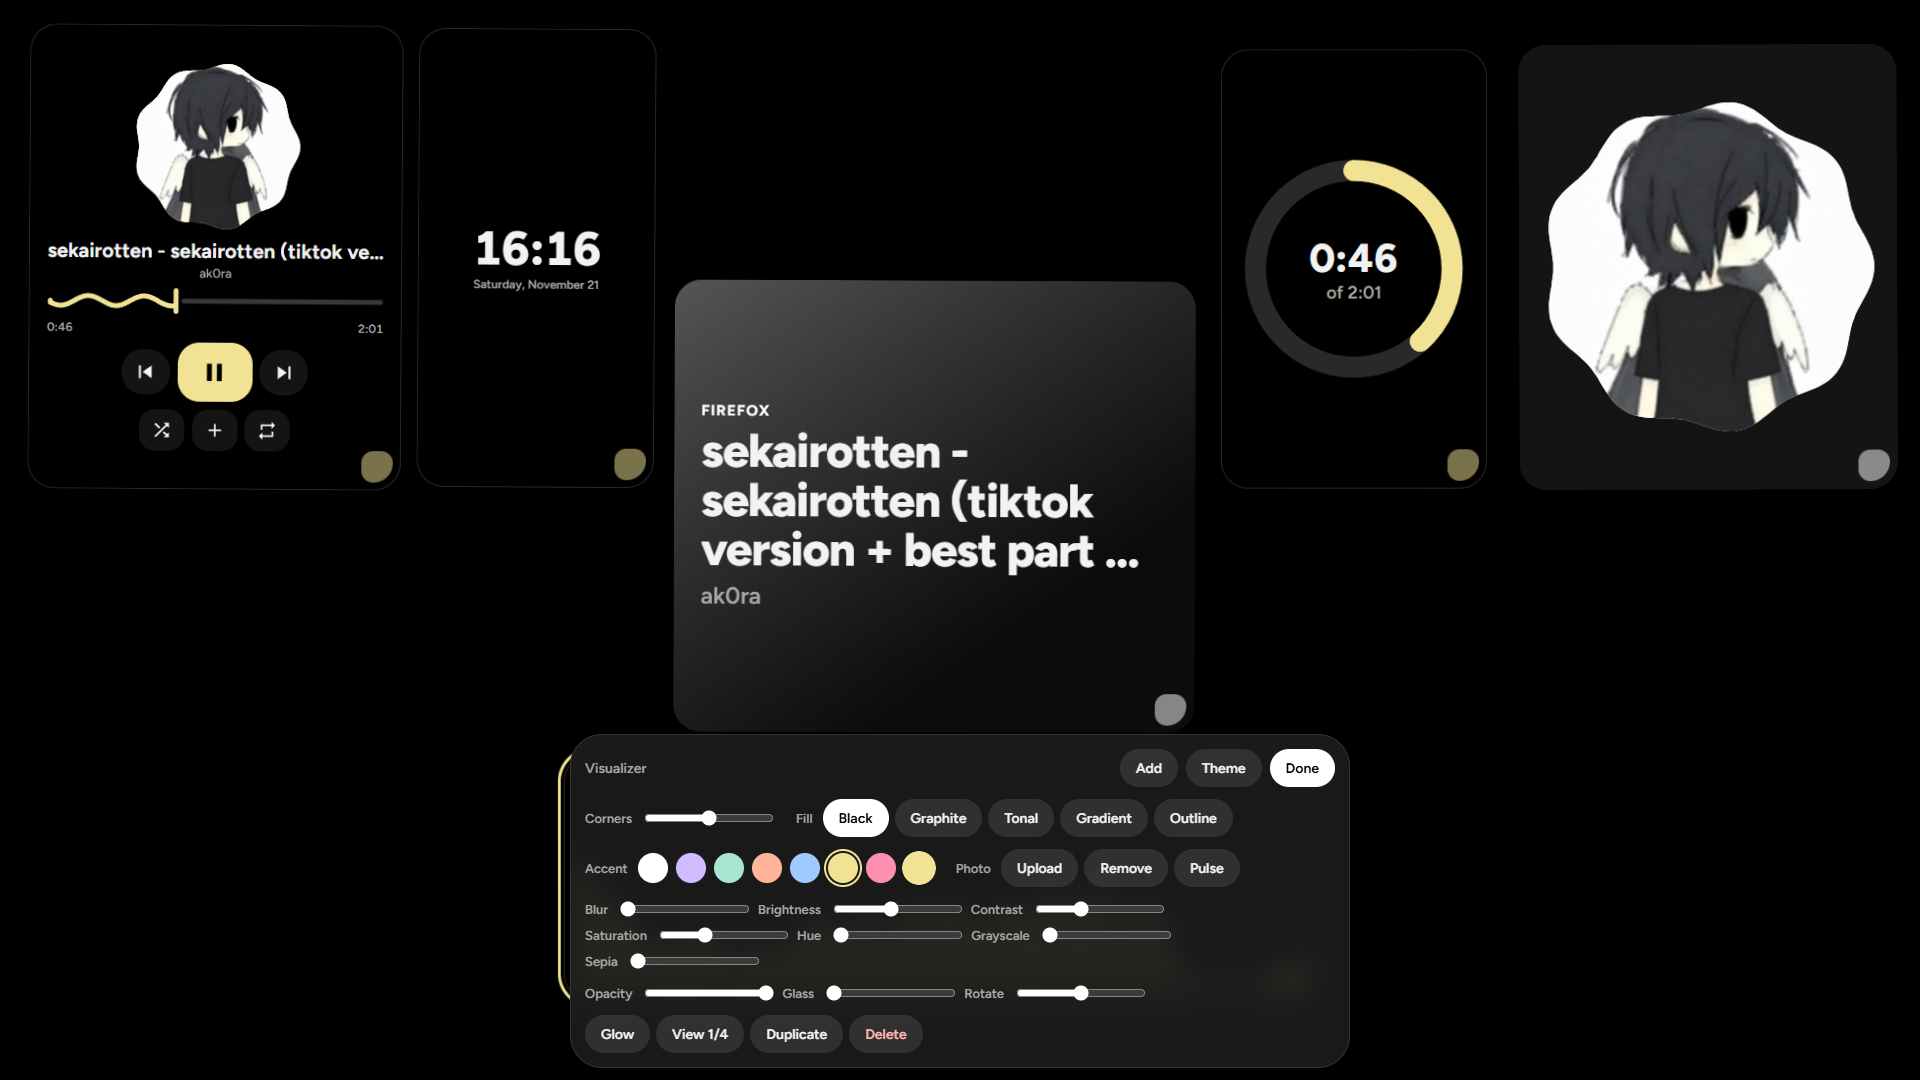 sekairotten - sekairotten (tiktok ve...
ak0ra
0:46
2:01
16:16
Saturday, November 21
FIREFOX
sekairotten -
sekairotten (tiktok
version + best part ...
ak0ra
0:46
of 2:01
Visualizer
Add
Theme
Done
Corners
Fill
Black
Graphite
Tonal
Gradient
Outline
Accent
Photo
Upload
Remove
Pulse
Blur
Brightness
Contrast
Saturation
Hue
Grayscale
Sepia
Opacity
Glass
Rotate
Glow
View 1/4
Duplicate
Delete